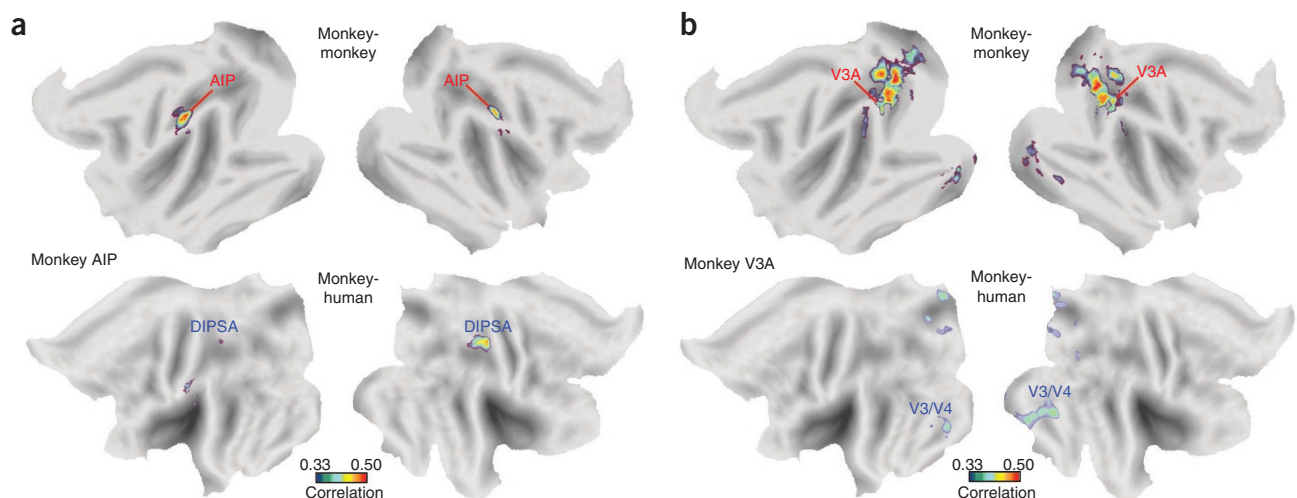 a
Monkey-
monkey
AIP
AIP
Monkey AIP
Monkey-
human
DIPSA
DIPSA
0.33 0.50
Correlation
b
Monkey-
monkey
V3A
V3A
Monkey V3A
Monkey-
human
V3/V4
V3/V4
0.33 0.50
Correlation